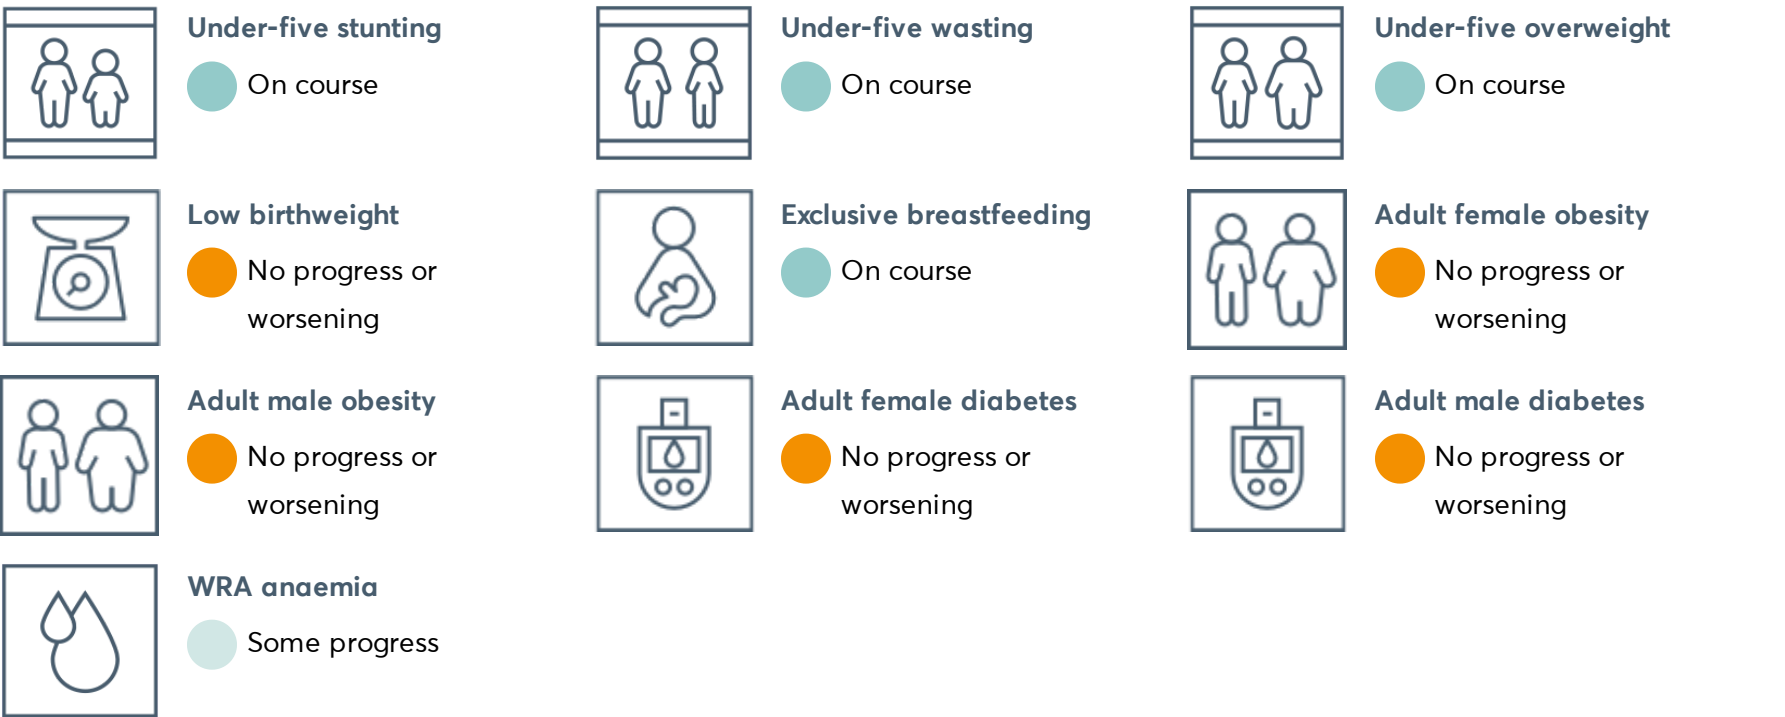 Under-five stunting
On course
Under-five wasting
On course
Under-five overweight
On course
Low birthweight
No progress or
worsening
Exclusive breastfeeding
On course
Adult female obesity
No progress or
worsening
Adult male obesity
No progress or
worsening
Adult female diabetes
No progress or
worsening
Adult male diabetes
No progress or
worsening
WRA anaemia
Some progress